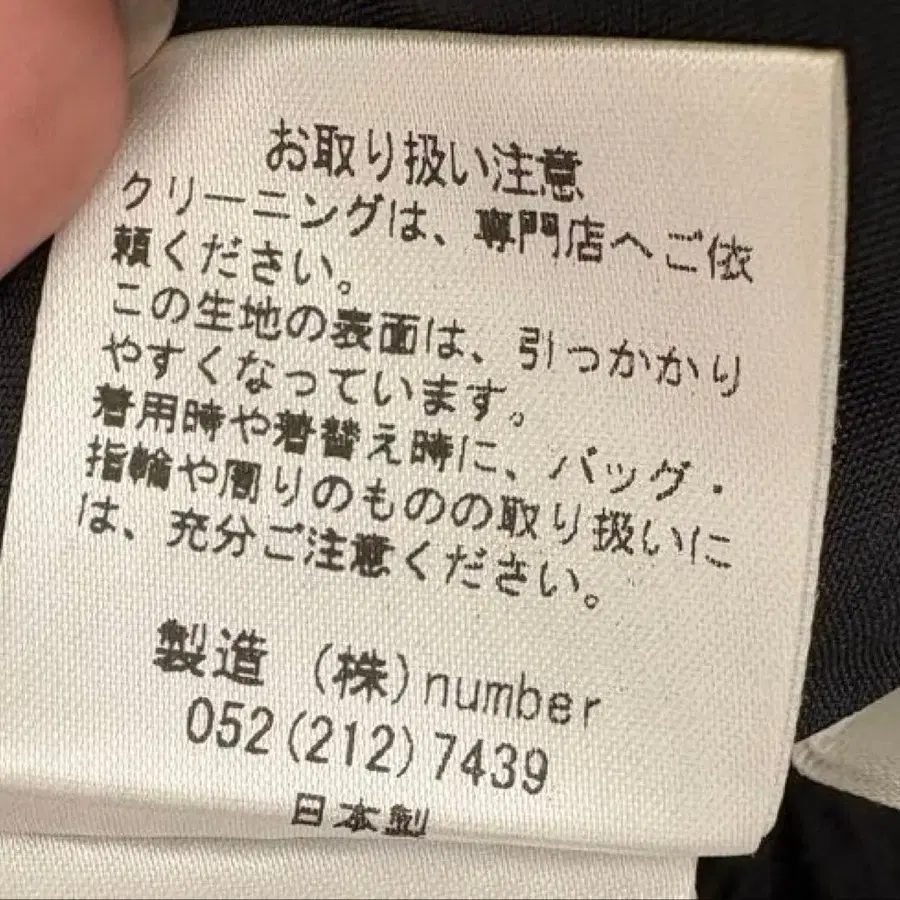 お取り扱い注意
クリーニングは、専門店へご依
頼ください。
この生地の表面は、引っかかり
やすくなっています。
着用時や着替え時に、バッグ・
指輪や周りのものの取り扱いに
は、充分ご注意ください。
製造 (株)number
052(212)7439
日本製